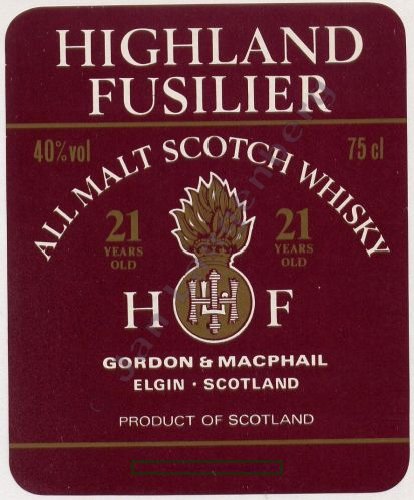 HIGHLAND
FUSILIER
40% vol
75 cl
ALL MALT SCOTCH WHISKY
21
YEARS
OLD
21
YEARS
OLD
H F
HLI
GORDON & MACPHAIL
ELGIN · SCOTLAND
PRODUCT OF SCOTLAND